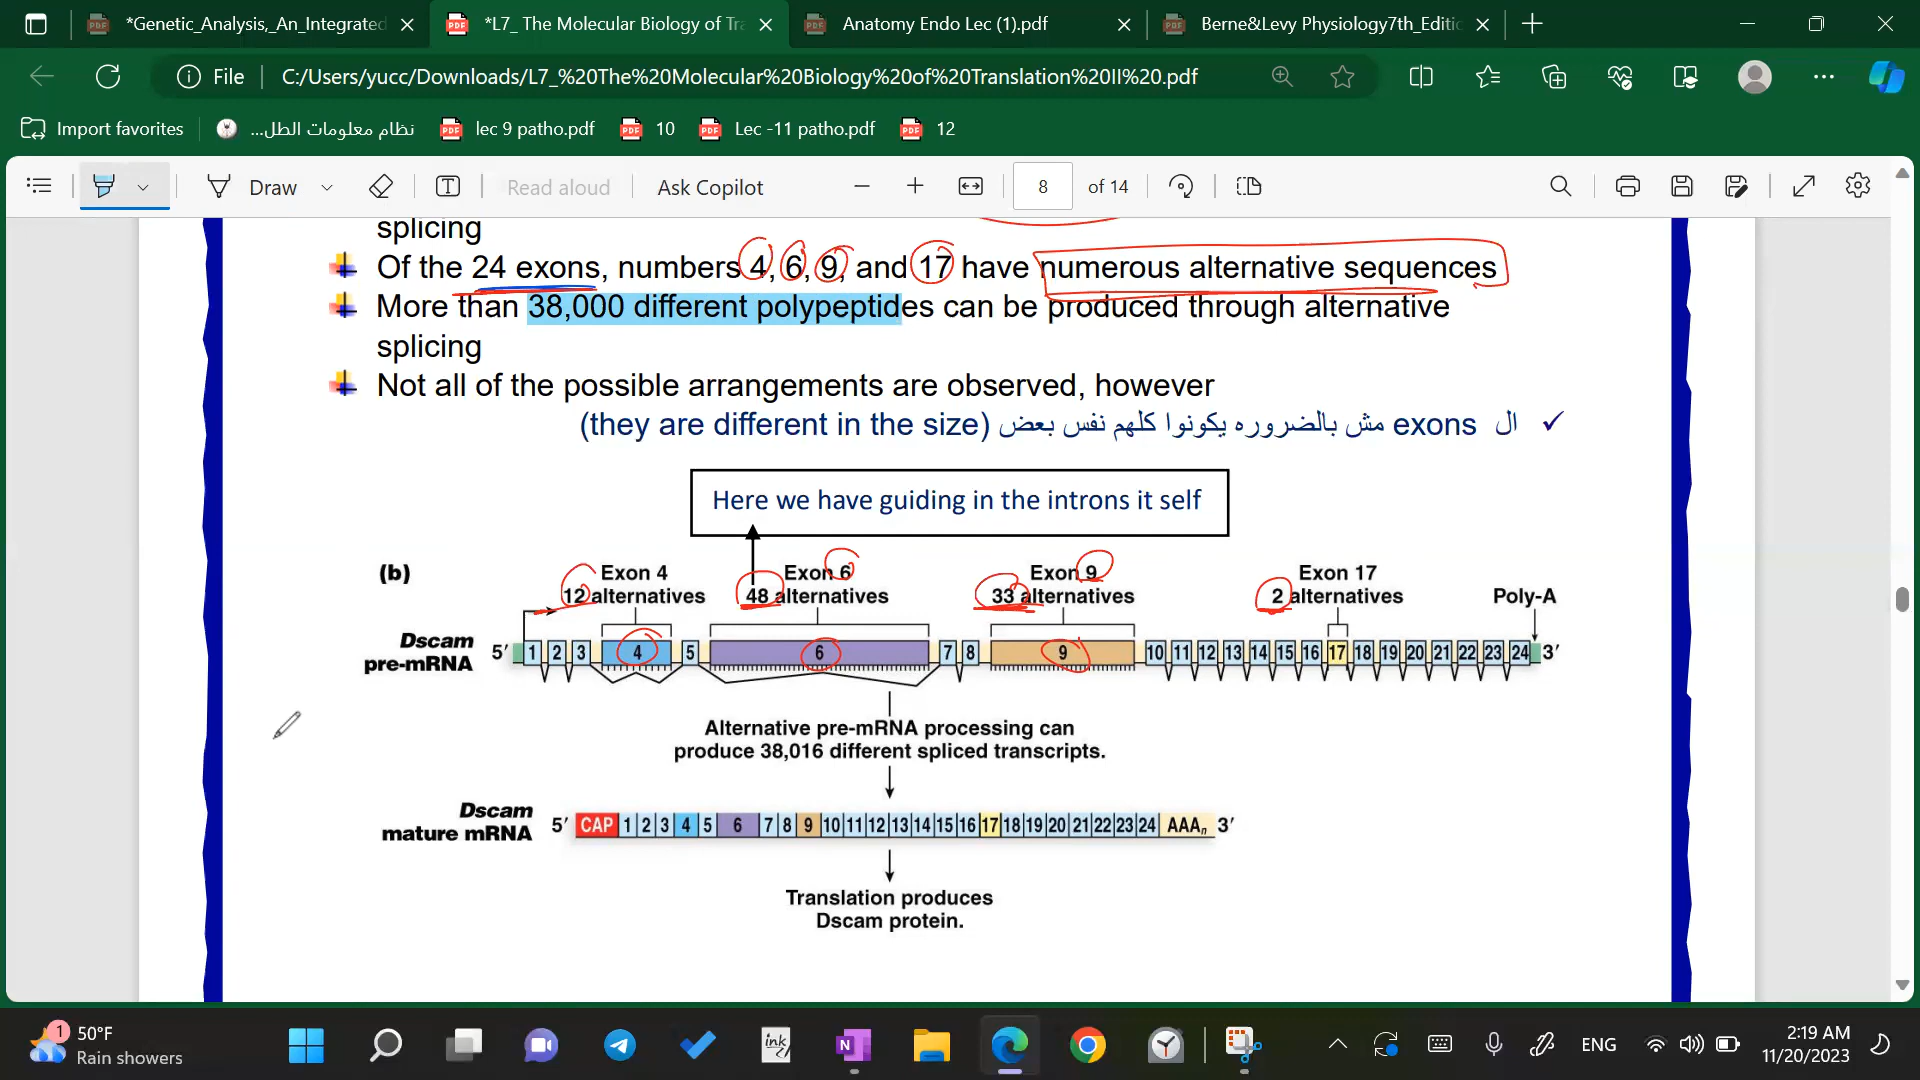 *Genetic_Analysis,_An_Integrated
*L7_ The Molecular Biology of Tra
Anatomy Endo Lec (1).pdf
Berne&Levy Physiology7th_Editic
File
C:/Users/yucc/Downloads/L7_%20The%20Molecular%20Biology%20of%20Translation%20II%20.pdf
Import favorites
نظام معلومات الطل...
lec 9 patho.pdf
10
Lec -11 patho.pdf
12
Draw
Read aloud
Ask Copilot
8
of 14
splicing
Of the 24 exons, numbers 4, 6, 9, and 17 have numerous alternative sequences
More than 38,000 different polypeptides can be produced through alternative
splicing
Not all of the possible arrangements are observed, however
✓ ال exons مش بالضروره يكونوا كلهم نفس بعض (they are different in the size)
Here we have guiding in the introns it self
(b)
Exon 4
12 alternatives
Exon 6
48 alternatives
Exon 9
33 alternatives
Exon 17
2 alternatives
Poly-A
Dscam
pre-mRNA
5′ 1 2 3 4 5 6 7 8 9 10 11 12 13 14 15 16 17 18 19 20 21 22 23 24 3′
Alternative pre-mRNA processing can
produce 38,016 different spliced transcripts.
Dscam
mature mRNA
5′ CAP 1 2 3 4 5 6 7 8 9 10 11 12 13 14 15 16 17 18 19 20 21 22 23 24 AAAn 3′
Translation produces
Dscam protein.
1
50°F
Rain showers
ink
N
ENG
2:19 AM
11/20/2023